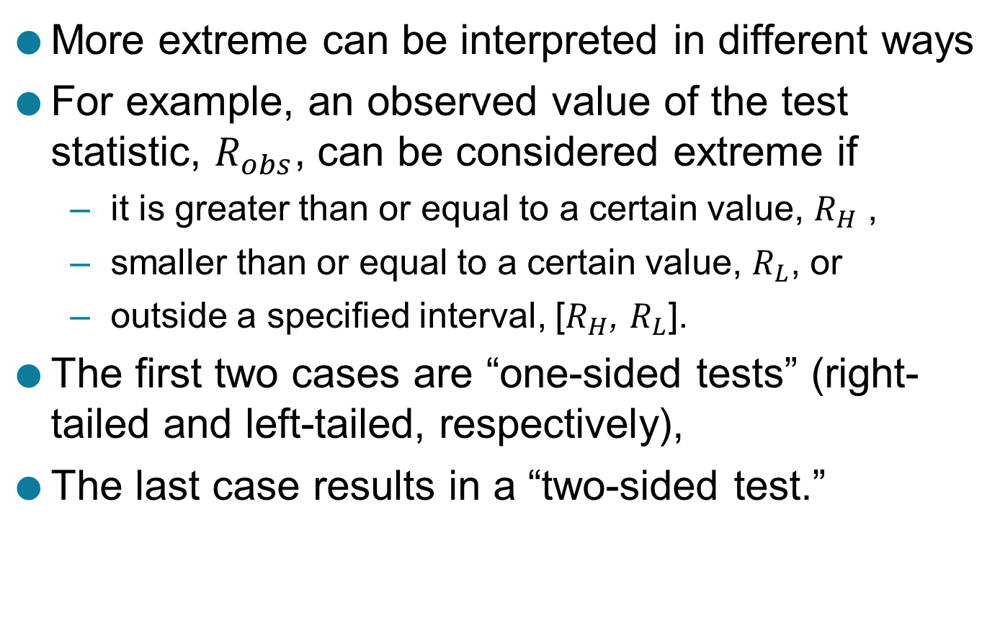 ● More extreme can be interpreted in different ways
● For example, an observed value of the test
statistic, R_obs, can be considered extreme if
– it is greater than or equal to a certain value, R_H ,
– smaller than or equal to a certain value, R_L, or
– outside a specified interval, [R_H, R_L].
● The first two cases are “one-sided tests” (right-
tailed and left-tailed, respectively),
● The last case results in a “two-sided test.”